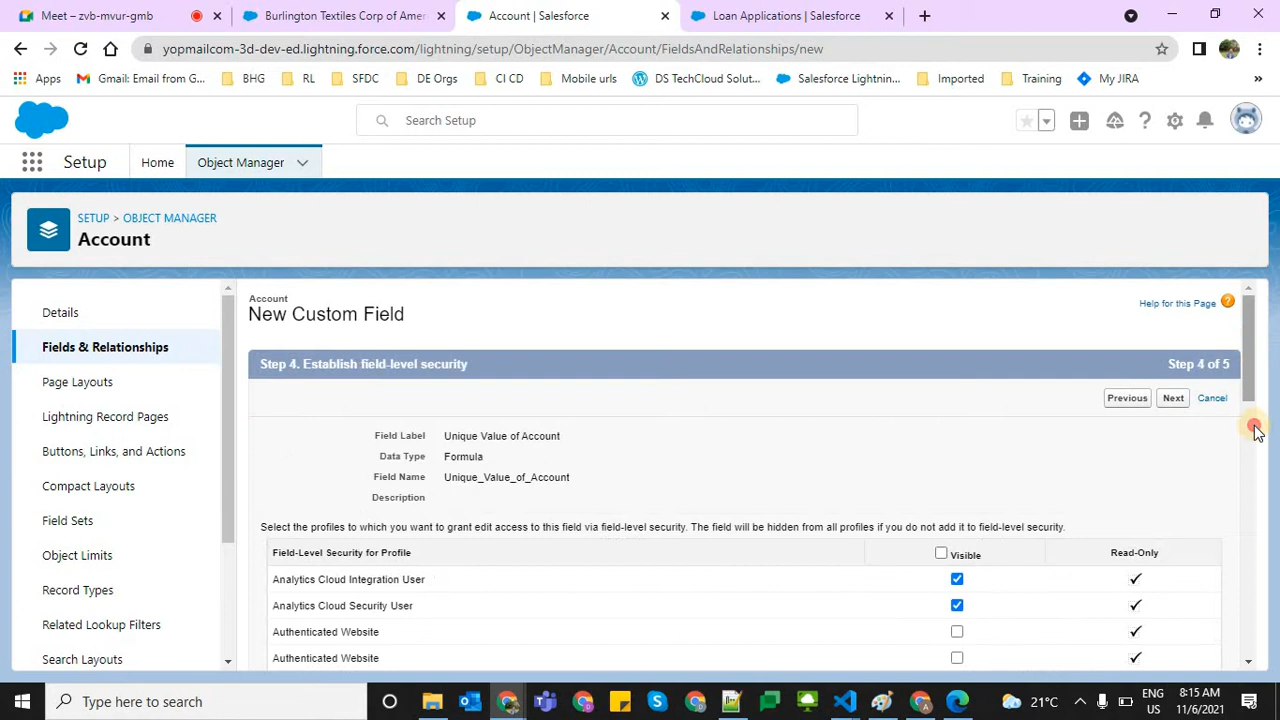 Meet – zvb-mvur-gmb
Burlington Textiles Corp of Amer
Account | Salesforce
Loan Applications | Salesforce
yopmailcom-3d-dev-ed.lightning.force.com/lightning/setup/ObjectManager/Account/FieldsAndRelationships/new
Apps
Gmail: Email from G...
BHG
RL
SFDC
DE Orgs
CI CD
Mobile urls
DS TechCloud Solut...
Salesforce Lightnin...
Imported
Training
My JIRA
Search Setup
Setup
Home
Object Manager
SETUP > OBJECT MANAGER
Account
Details
Fields & Relationships
Page Layouts
Lightning Record Pages
Buttons, Links, and Actions
Compact Layouts
Field Sets
Object Limits
Record Types
Related Lookup Filters
Search Layouts
Account
New Custom Field
Help for this Page
Step 4. Establish field-level security
Step 4 of 5
Previous
Next
Cancel
Field Label Unique Value of Account
Data Type Formula
Field Name Unique_Value_of_Account
Description
Select the profiles to which you want to grant edit access to this field via field-level security. The field will be hidden from all profiles if you do not add it to field-level security.
Field-Level Security for Profile Visible Read-Only
Analytics Cloud Integration User
Analytics Cloud Security User
Authenticated Website
Authenticated Website
Type here to search
21°C
ENG
US
8:15 AM
11/6/2021